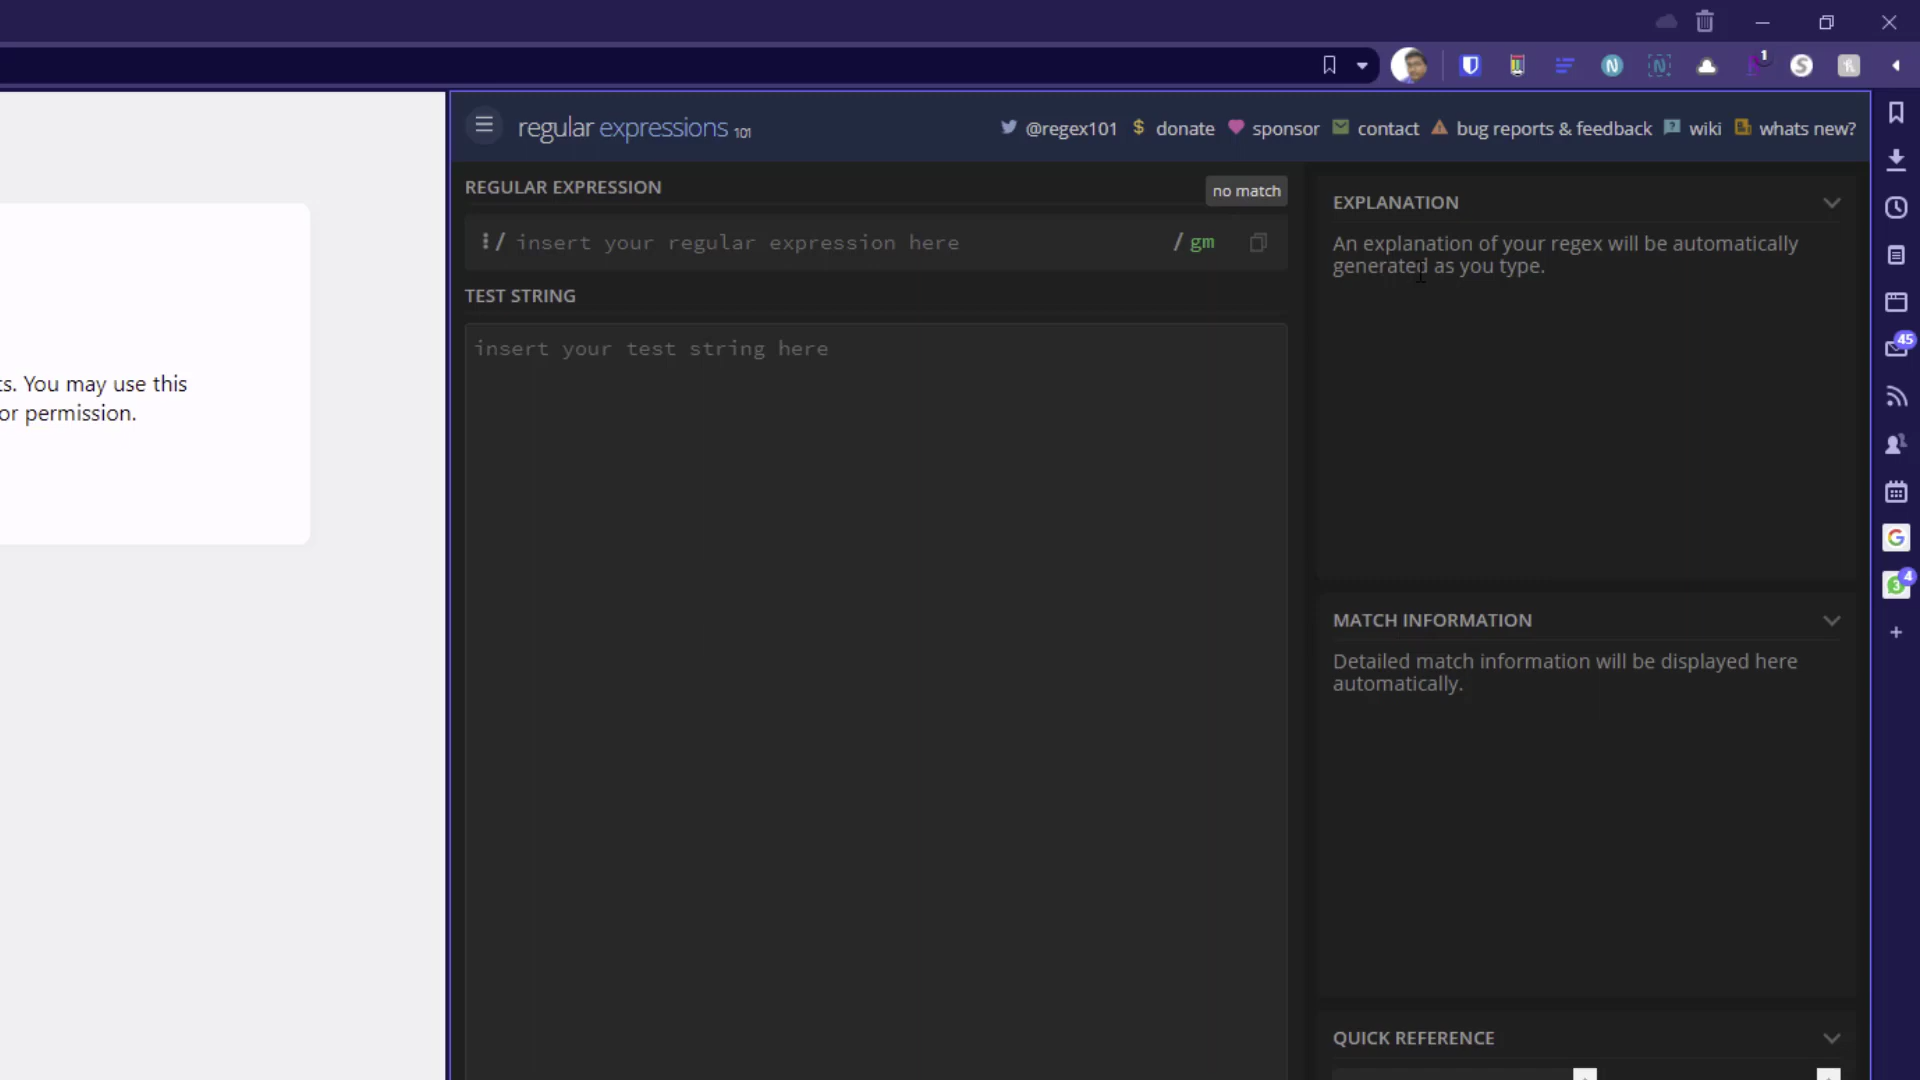 1
regular expressions 101
@regex101 donate sponsor contact bug reports & feedback wiki whats new?
REGULAR EXPRESSION
no match
/ insert your regular expression here / gm
TEST STRING
insert your test string here
EXPLANATION
An explanation of your regex will be automatically
generated as you type.
45
ts. You may use this
or permission.
4
3
MATCH INFORMATION
Detailed match information will be displayed here
automatically.
QUICK REFERENCE